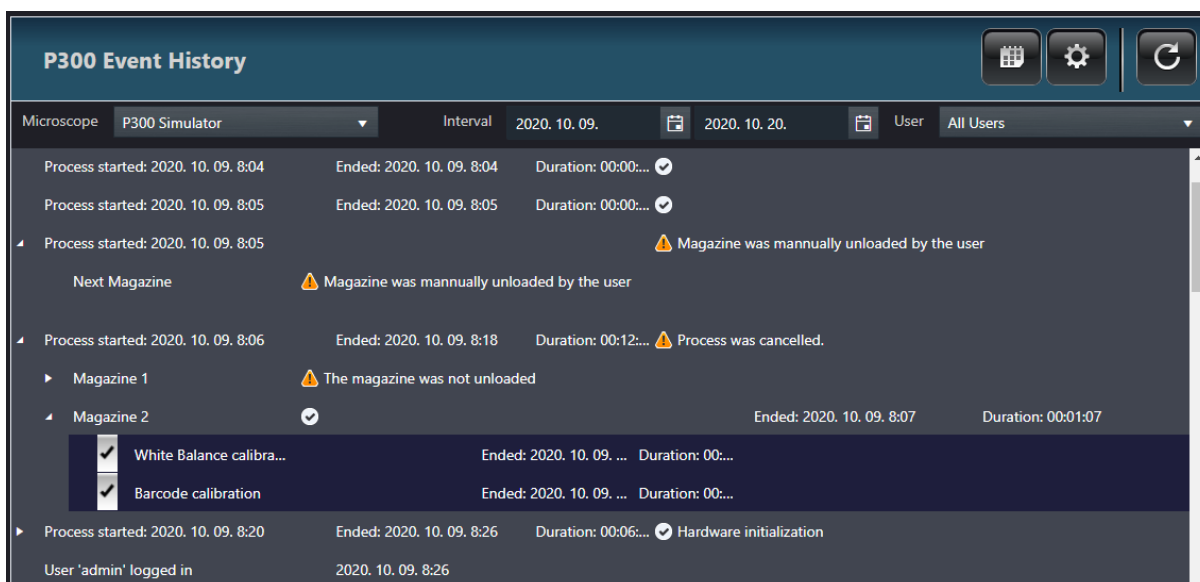 P300 Event History
Microscope P300 Simulator Interval 2020. 10. 09. 2020. 10. 20. User All Users
Process started: 2020. 10. 09. 8:04 Ended: 2020. 10. 09. 8:04 Duration: 00:00:...
Process started: 2020. 10. 09. 8:05 Ended: 2020. 10. 09. 8:05 Duration: 00:00:...
Process started: 2020. 10. 09. 8:05 Magazine was mannually unloaded by the user
Next Magazine Magazine was mannually unloaded by the user
Process started: 2020. 10. 09. 8:06 Ended: 2020. 10. 09. 8:18 Duration: 00:12:... Process was cancelled.
Magazine 1 The magazine was not unloaded
Magazine 2 Ended: 2020. 10. 09. 8:07 Duration: 00:01:07
White Balance calibra... Ended: 2020. 10. 09. ... Duration: 00:...
Barcode calibration Ended: 2020. 10. 09. ... Duration: 00:...
Process started: 2020. 10. 09. 8:20 Ended: 2020. 10. 09. 8:26 Duration: 00:06:... Hardware initialization
User 'admin' logged in 2020. 10. 09. 8:26